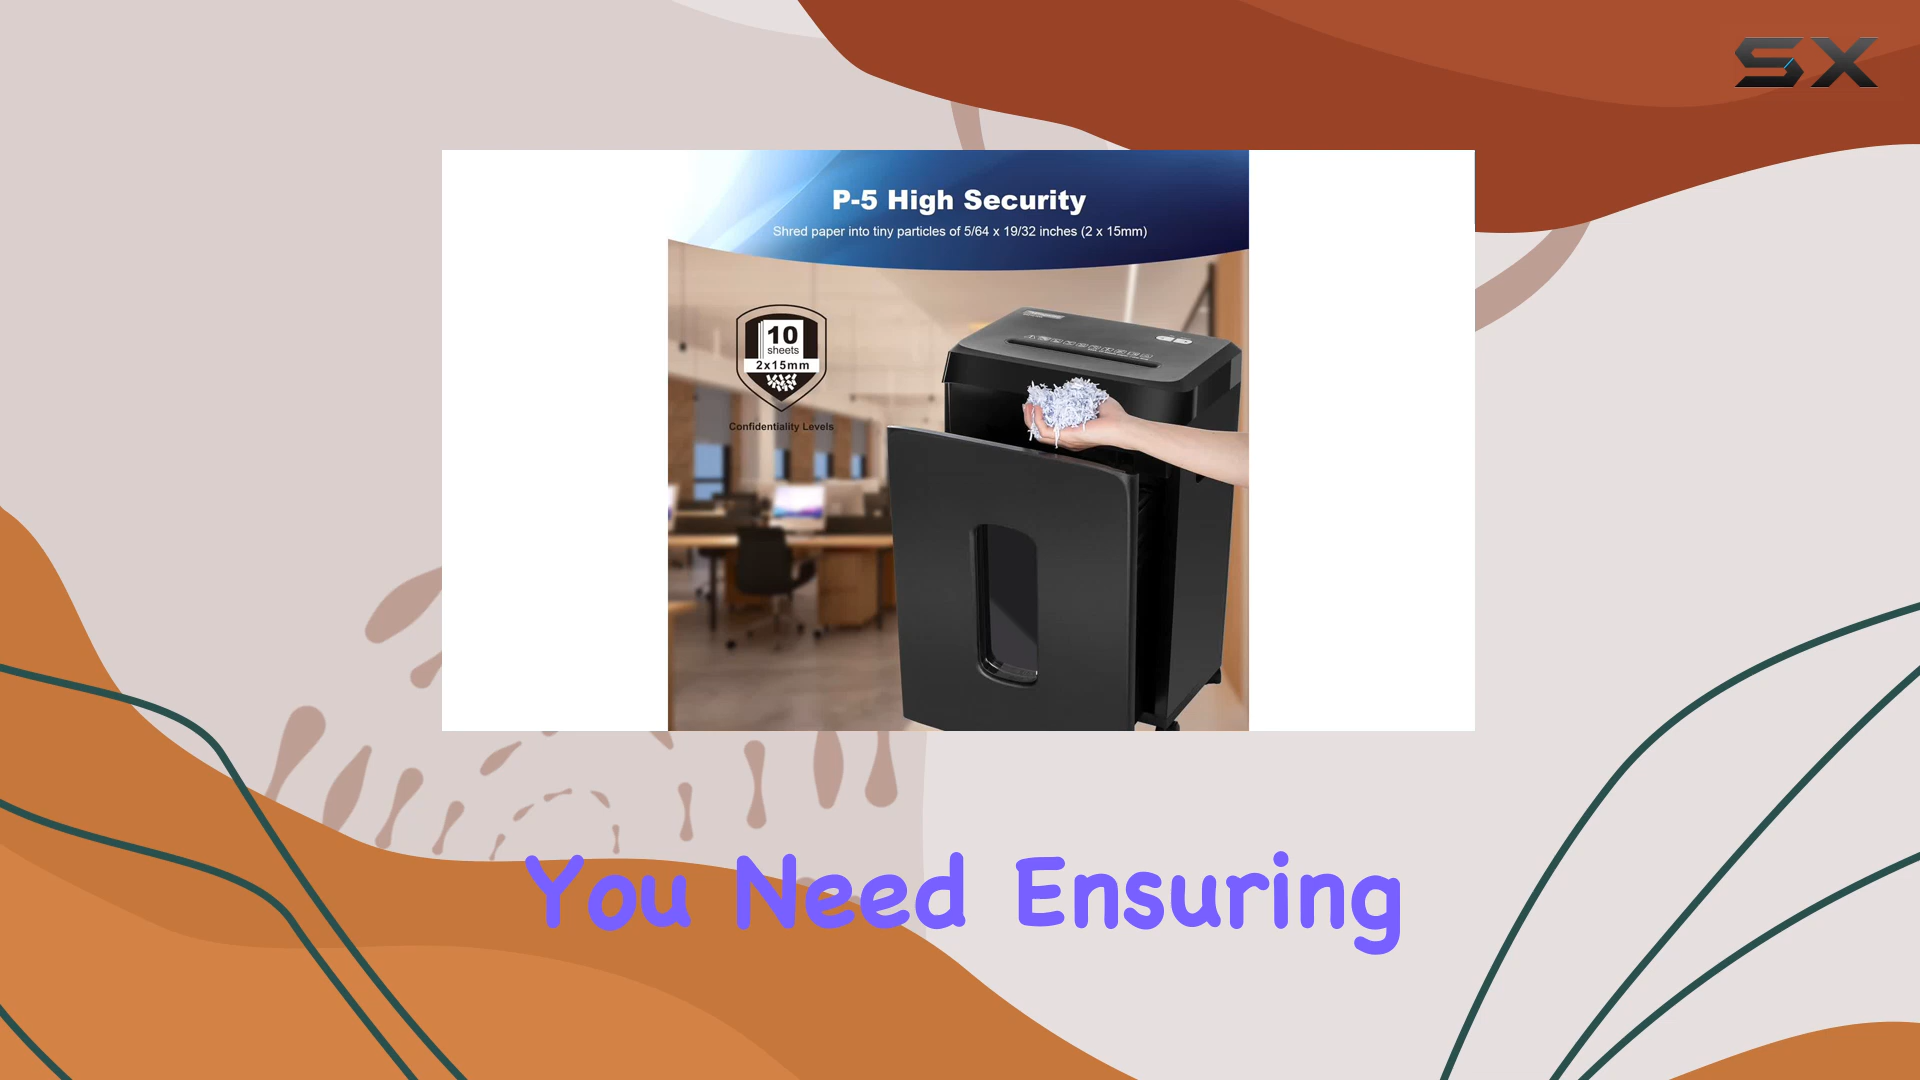 SX
P-5 High Security
Shred paper into tiny particles of 5/64 x 19/32 inches (2 x 15mm)
10
sheets
2x15mm
Confidentiality Levels
You Need Ensuring